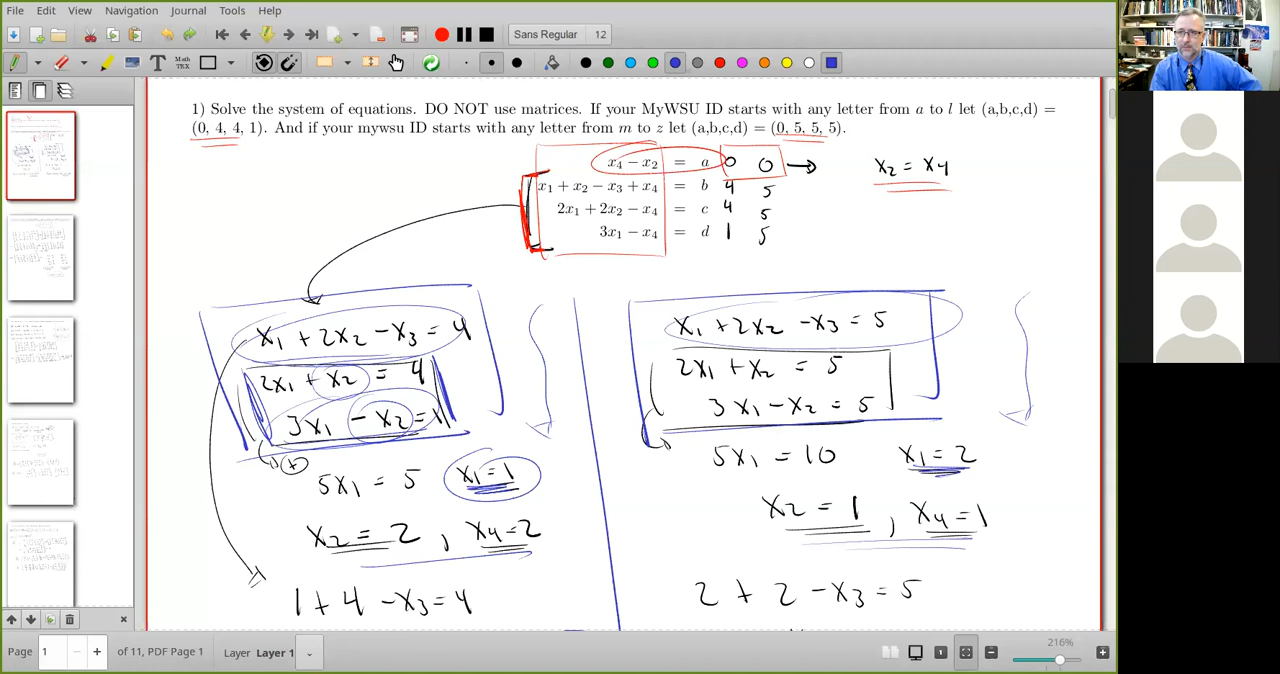 File Edit View Navigation Journal Tools Help
Sans Regular 12
T Math TEX
1) Solve the system of equations. DO NOT use matrices. If your MyWSU ID starts with any letter from a to l let (a,b,c,d) =
(0, 4, 4, 1). And if your mywsu ID starts with any letter from m to z let (a,b,c,d) = (0, 5, 5, 5).
x₄ − x₂ = a 0 0 → x₂ = x₄
x₁ + x₂ − x₃ + x₄ = b 4 5
2x₁ + 2x₂ − x₄ = c 4 5
3x₁ − x₄ = d 1 5
x₁ + 2x₂ − x₃ = 4
2x₁ + x₂ = 4
3x₁ − x₂ = 1
+
5x₁ = 5 x₁ = 1
x₂ = 2 , x₄ = 2
1 + 4 − x₃ = 4
x₁ + 2x₂ − x₃ = 5
2x₁ + x₂ = 5
3x₁ − x₂ = 5
5x₁ = 10 x₁ = 2
x₂ = 1 , x₄ = 1
2 + 2 − x₃ = 5
216%
Page 1 of 11, PDF Page 1 Layer Layer 1